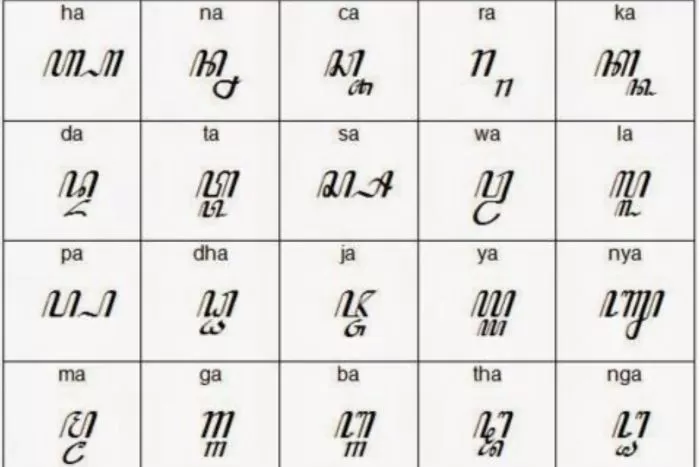 ha na ca ra ka
ꦲ꧀ꦲ ꦤ꧀ꦤ ꦕ꧀ꦕ ꦫ꧀ꦫ ꦏ꧀ꦏ
da ta sa wa la
ꦢ꧀ꦢ ꦠ꧀ꦠ ꦱ꧀ꦱ ꦮ꧀ꦮ ꦭ꧀ꦭ
pa dha ja ya nya
ꦥ꧀ꦥ ꦝ꧀ꦝ ꦗ꧀ꦗ ꦪ꧀ꦪ ꦚ꧀ꦚ
ma ga ba tha nga
ꦩ꧀ꦩ ꦒ꧀ꦒ ꦧ꧀ꦧ ꦛ꧀ꦛ ꦔ꧀ꦔ